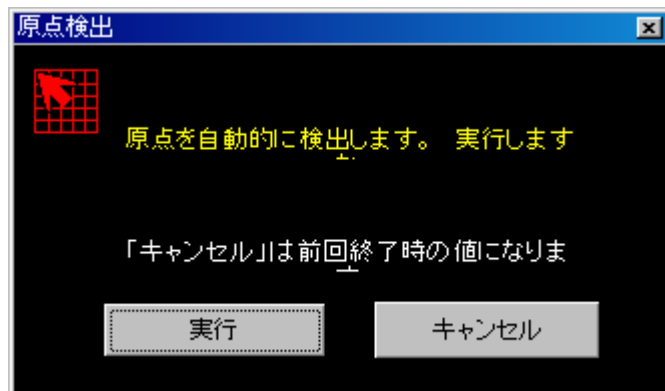 原点検出
原点を自動的に検出します。 実行します
「キャンセル」は前回終了時の値になりま
実行
キャンセル